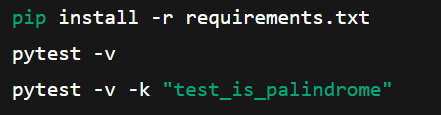 pip install -r requirements.txt
pytest -v
pytest -v -k "test_is_palindrome"